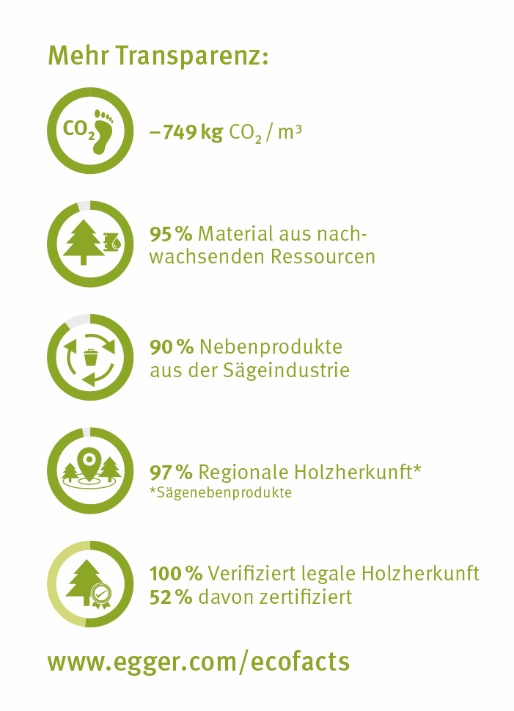 Mehr Transparenz:
CO₂
–749 kg CO₂ / m³
95 % Material aus nach-
wachsenden Ressourcen
90 % Nebenprodukte
aus der Sägeindustrie
97 % Regionale Holzherkunft*
*Sägenebenprodukte
100 % Verifiziert legale Holzherkunft
52 % davon zertifiziert
www.egger.com/ecofacts